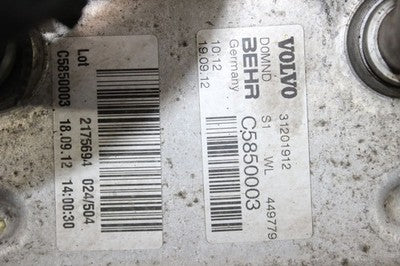 VOLVO 31201912
DoMND S1 WL 449779
BEHR C5850003
Germany
10:12
19.09.12
Lot 2175694 024/504
C5850003 18.09.12 14:00:30